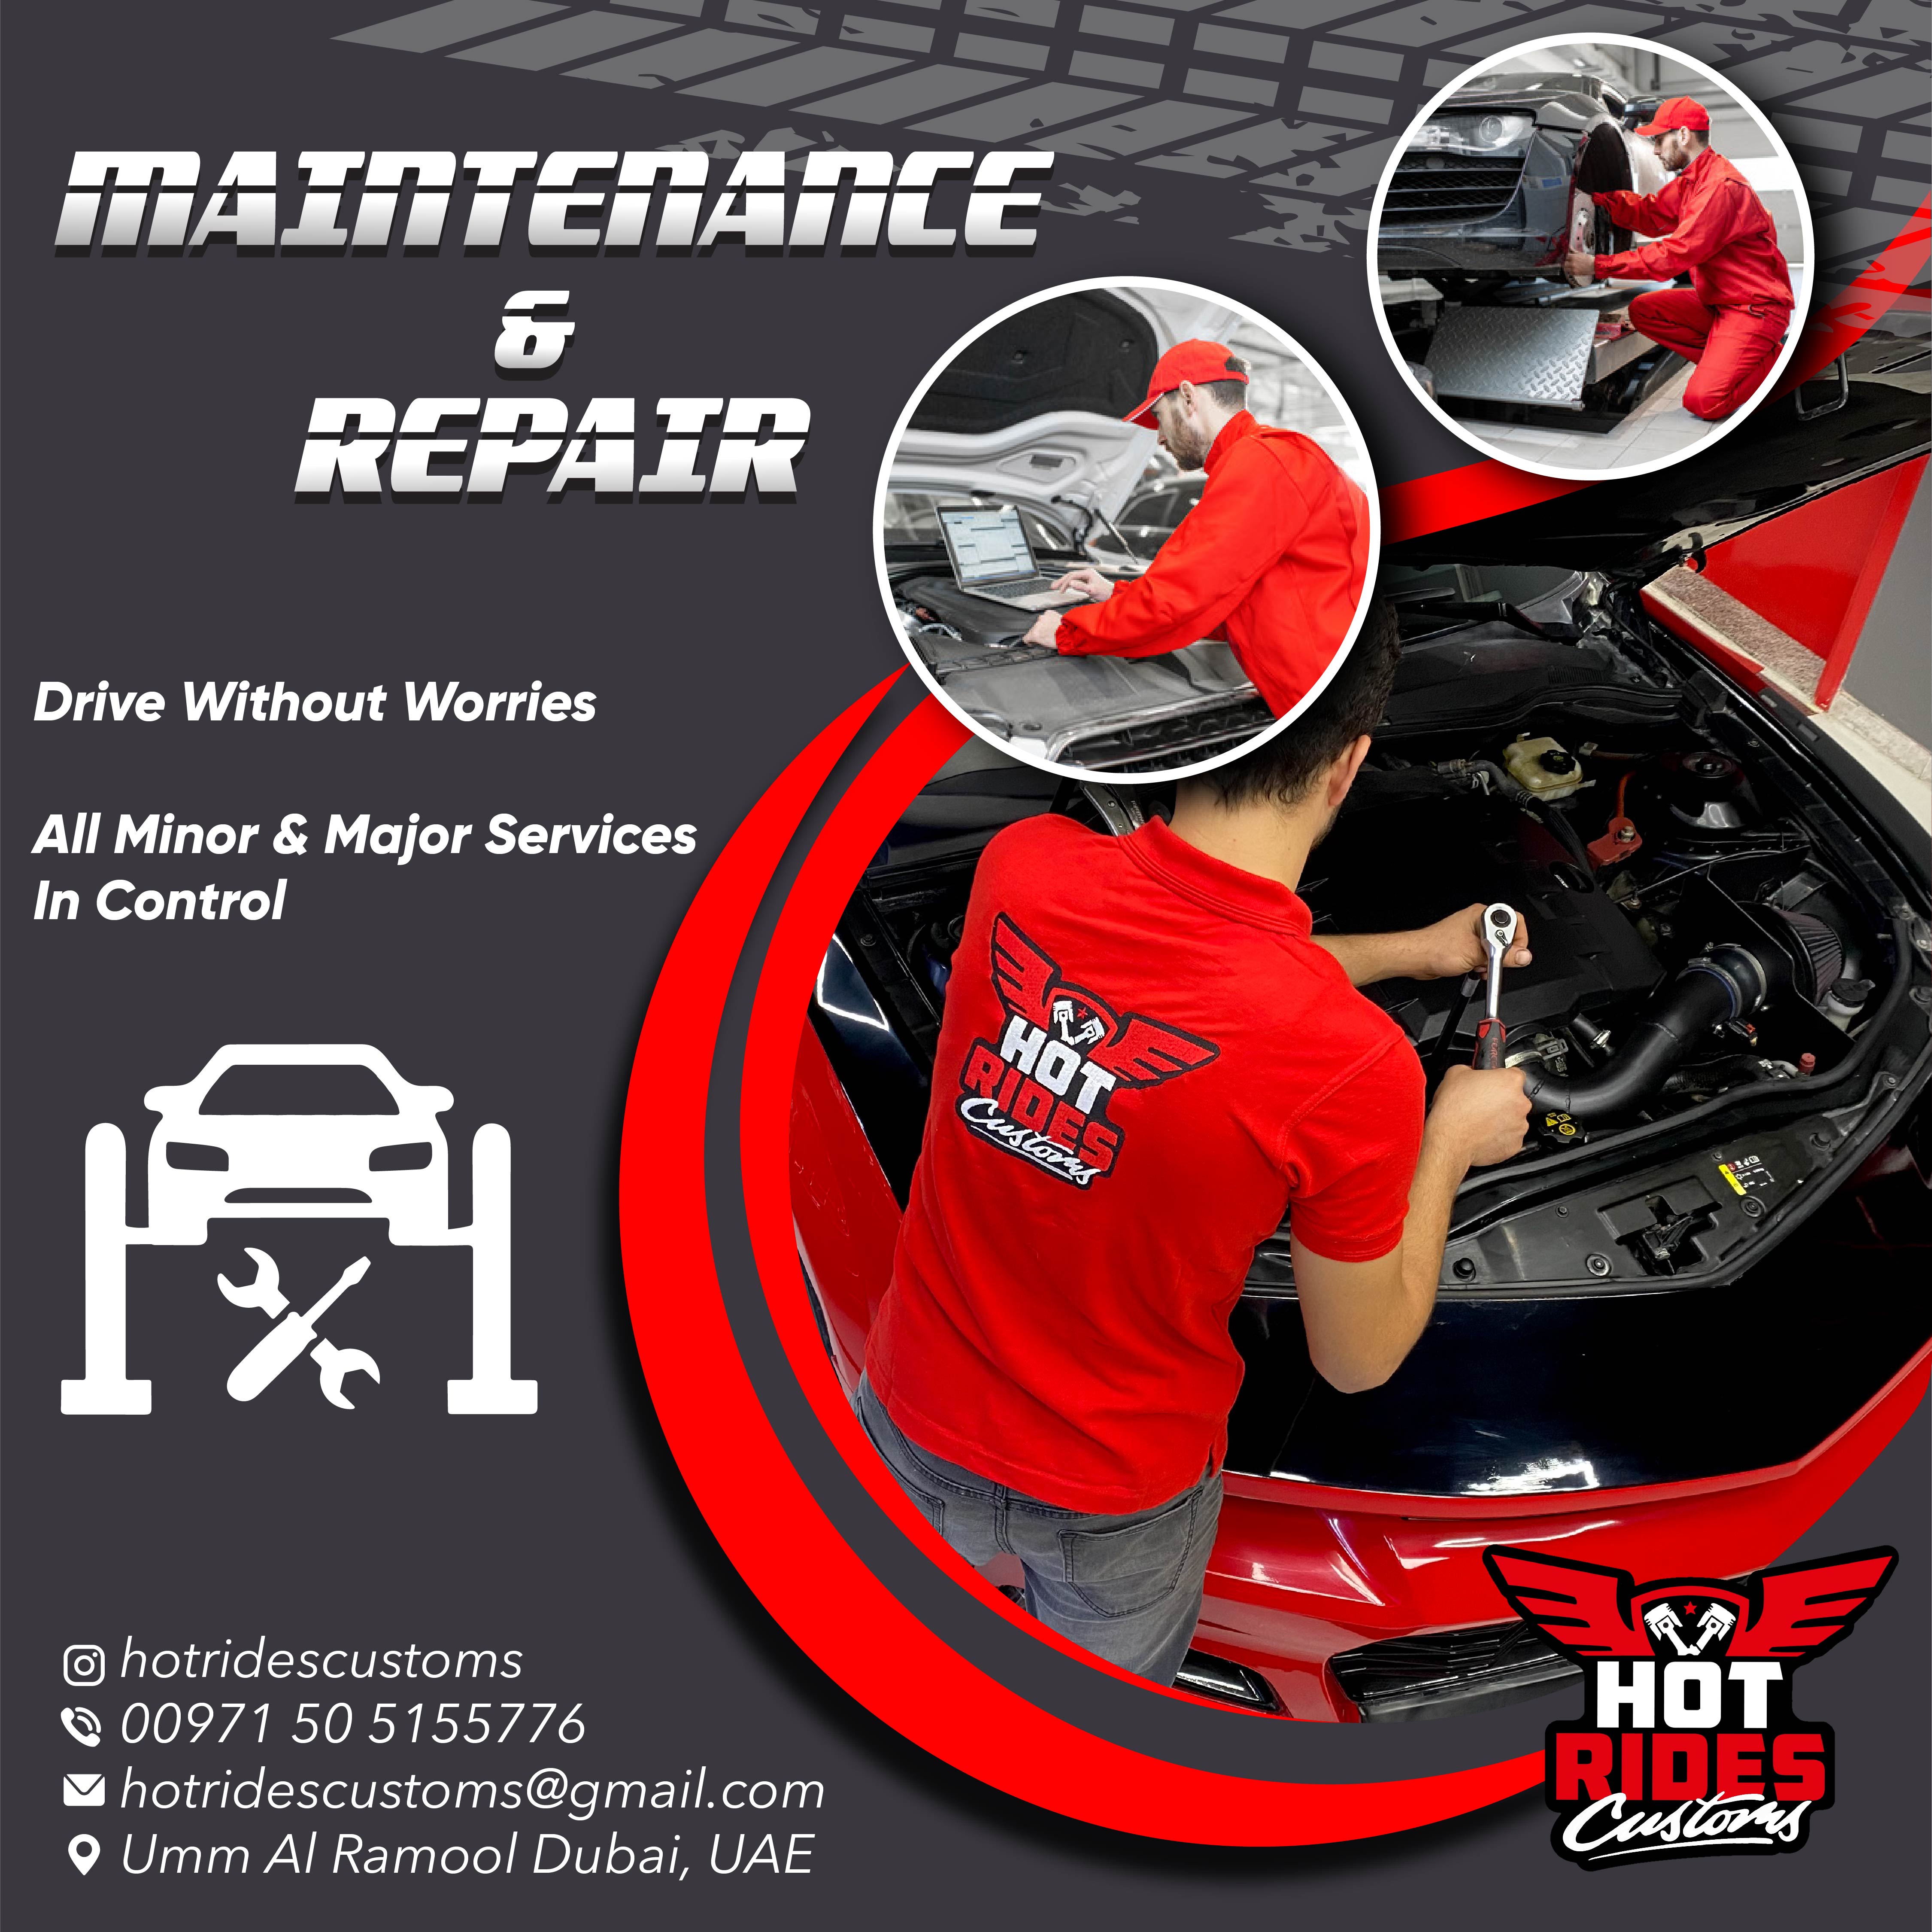 MAINTENANCE
&
REPAIR
Drive Without Worries
All Minor & Major Services
In Control
HOT
RIDES
Customs
hotridescustoms
00971 50 5155776
hotridescustoms@gmail.com
Umm Al Ramool Dubai, UAE
HOT
RIDES
Customs